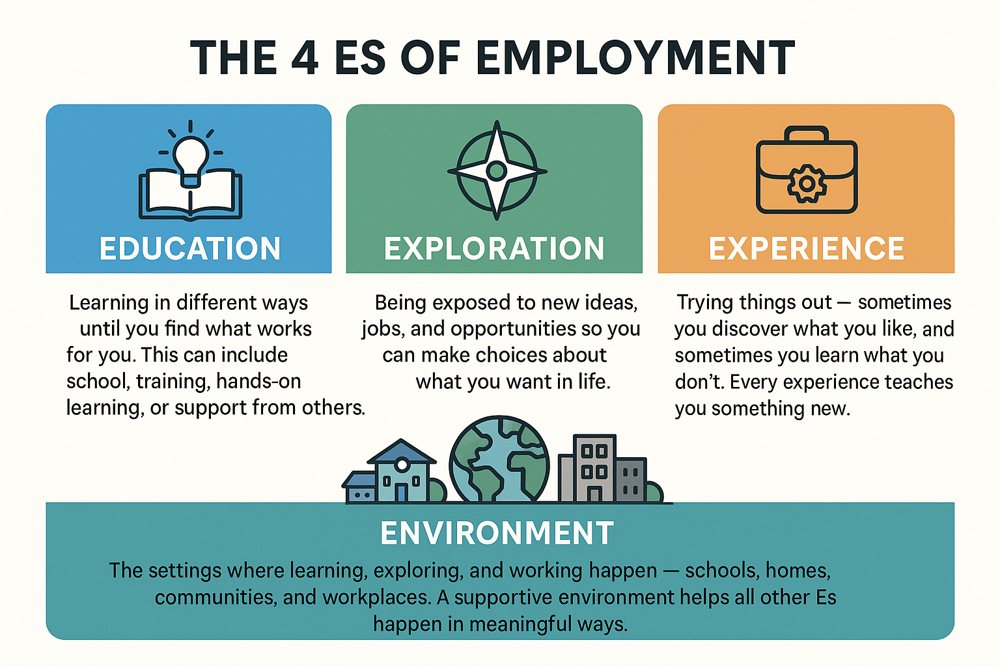 THE 4 ES OF EMPLOYMENT
EDUCATION
Learning in different ways
until you find what works
for you. This can include
school, training, hands-on
learning, or support from others.
EXPLORATION
Being exposed to new ideas,
jobs, and opportunities so you
can make choices about
what you want in life.
EXPERIENCE
Trying things out — sometimes
you discover what you like, and
sometimes you learn what you
don’t. Every experience teaches
you something new.
ENVIRONMENT
The settings where learning, exploring, and working happen — schools, homes,
communities, and workplaces. A supportive environment helps all other Es
happen in meaningful ways.